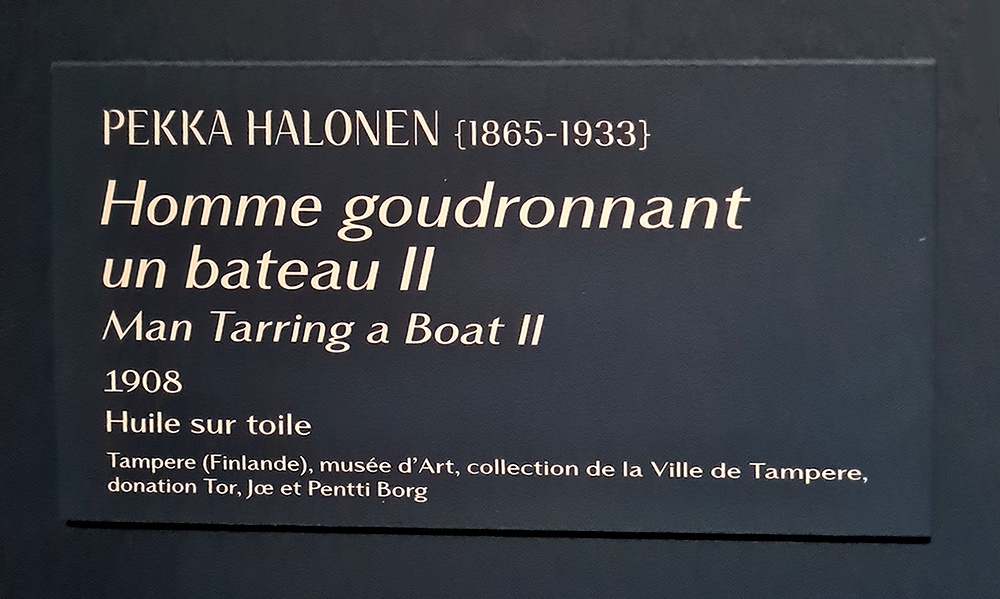 PEKKA HALONEN {1865-1933}
Homme goudronnant
un bateau II
Man Tarring a Boat II
1908
Huile sur toile
Tampere (Finlande), musée d’Art, collection de la Ville de Tampere,
donation Tor, Jœ et Pentti Borg